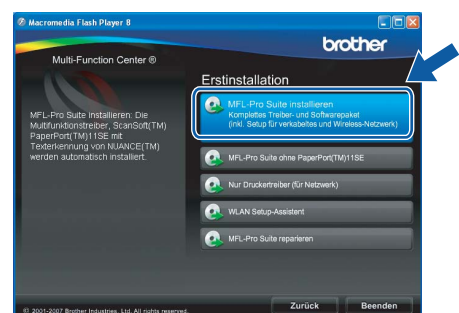 Macromedia Flash Player 8
brother
Multi-Function Center ®
Erstinstallation
MFL-Pro Suite installieren: Die
Multifunktionstreiber, ScanSoft(TM)
PaperPort(TM)11SE mit
Texterkennung von NUANCE(TM)
werden automatisch installiert.
MFL-Pro Suite installieren
Komplettes Treiber- und Softwarepaket
(inkl. Setup für verkabeltes und Wireless-Netzwerk)
MFL-Pro Suite ohne PaperPort(TM)11SE
Nur Druckertreiber (für Netzwerk)
WLAN Setup-Assistent
MFL-Pro Suite reparieren
© 2001-2007 Brother Industries, Ltd. All rights reserved.
Zurück
Beenden